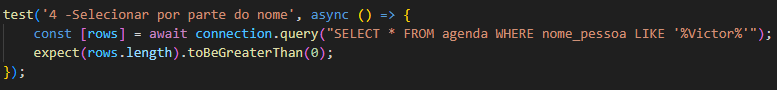 test('4 -Selecionar por parte do nome', async () => {
    const [rows] = await connection.query("SELECT * FROM agenda WHERE nome_pessoa LIKE '%Victor%'");
    expect(rows.length).toBeGreaterThan(0);
});